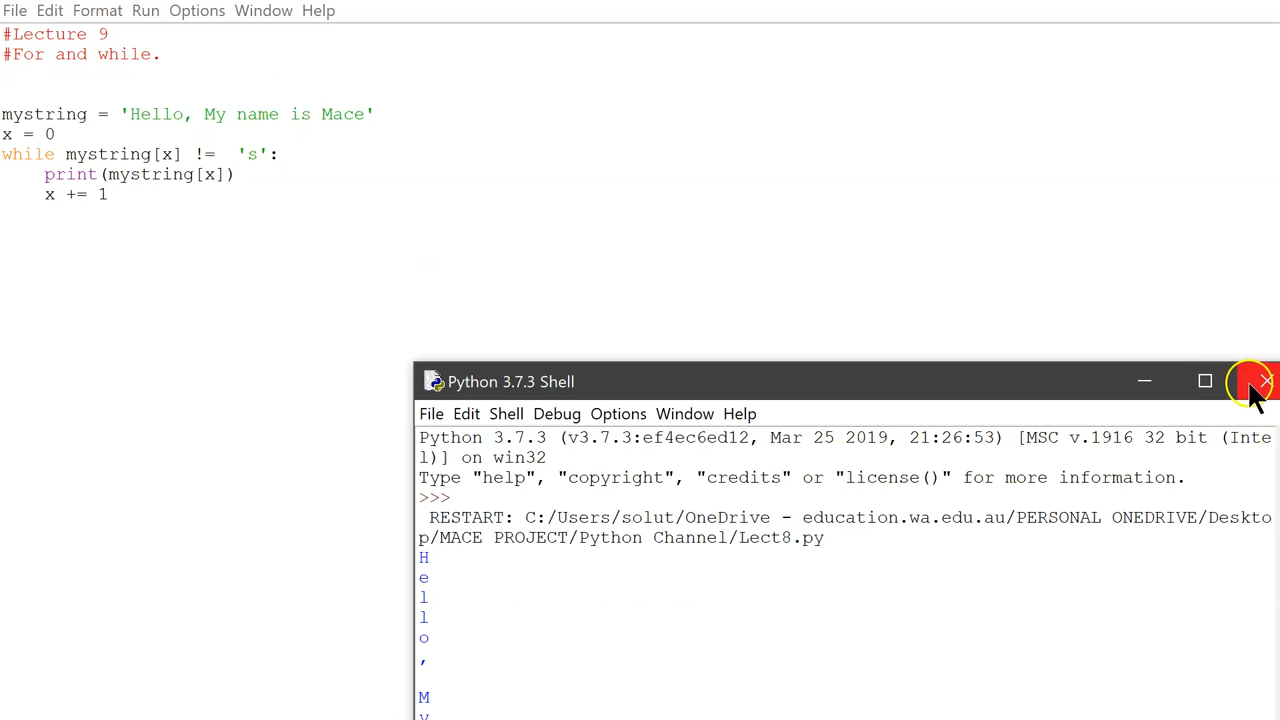 File Edit Format Run Options Window Help
#Lecture 9
#For and while.
mystring = 'Hello, My name is Mace'
x = 0
while mystring[x] !=  's':
    print(mystring[x])
    x += 1
Python 3.7.3 Shell
File Edit Shell Debug Options Window Help
Python 3.7.3 (v3.7.3:ef4ec6ed12, Mar 25 2019, 21:26:53) [MSC v.1916 32 bit (Inte
l)] on win32
Type "help", "copyright", "credits" or "license()" for more information.
>>>
 RESTART: C:/Users/solut/OneDrive - education.wa.edu.au/PERSONAL ONEDRIVE/Deskto
p/MACE PROJECT/Python Channel/Lect8.py
H
e
l
l
o
,
M
y